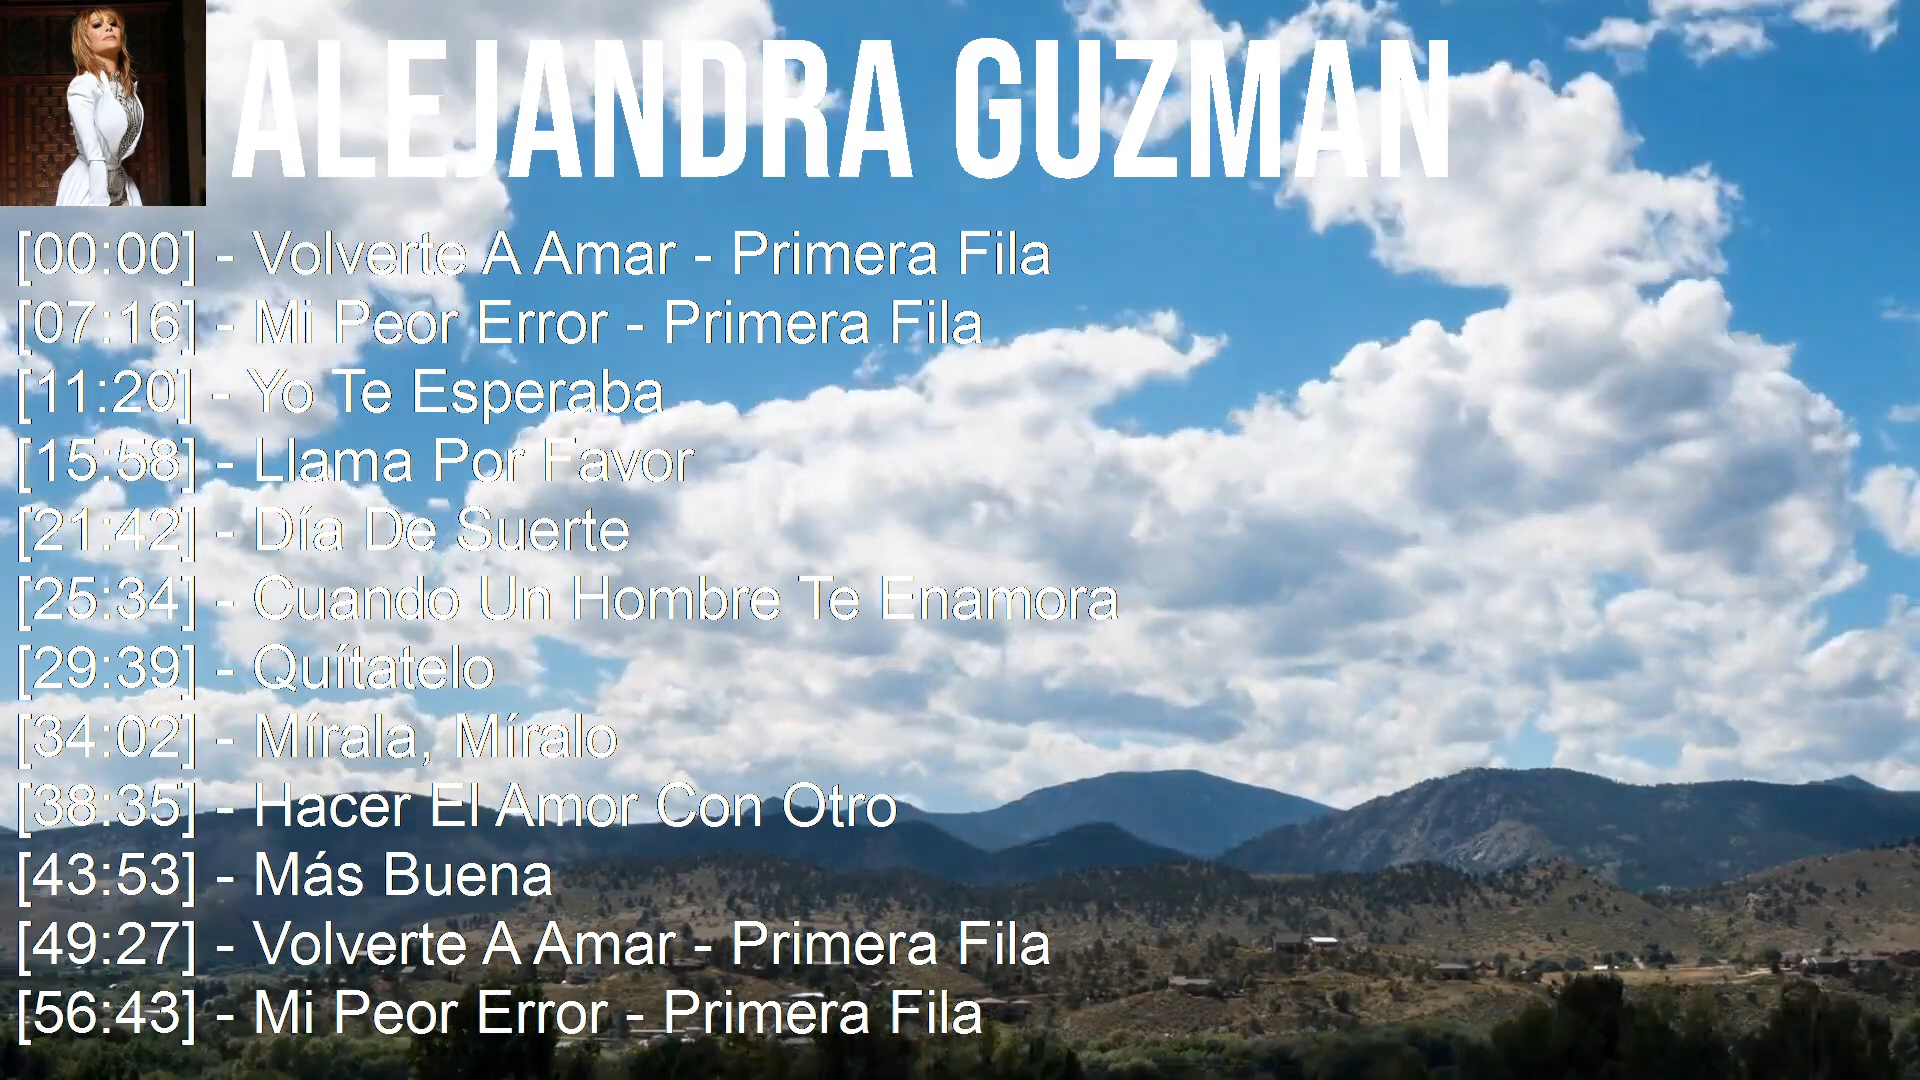 ALEJANDRA GUZMAN
[00:00] - Volverte A Amar - Primera Fila
[07:16] - Mi Peor Error - Primera Fila
[11:20] - Yo Te Esperaba
[15:58] - Llama Por Favor
[21:42] - Día De Suerte
[25:34] - Cuando Un Hombre Te Enamora
[29:39] - Quítatelo
[34:02] - Mírala, Míralo
[38:35] - Hacer El Amor Con Otro
[43:53] - Más Buena
[49:27] - Volverte A Amar - Primera Fila
[56:43] - Mi Peor Error - Primera Fila